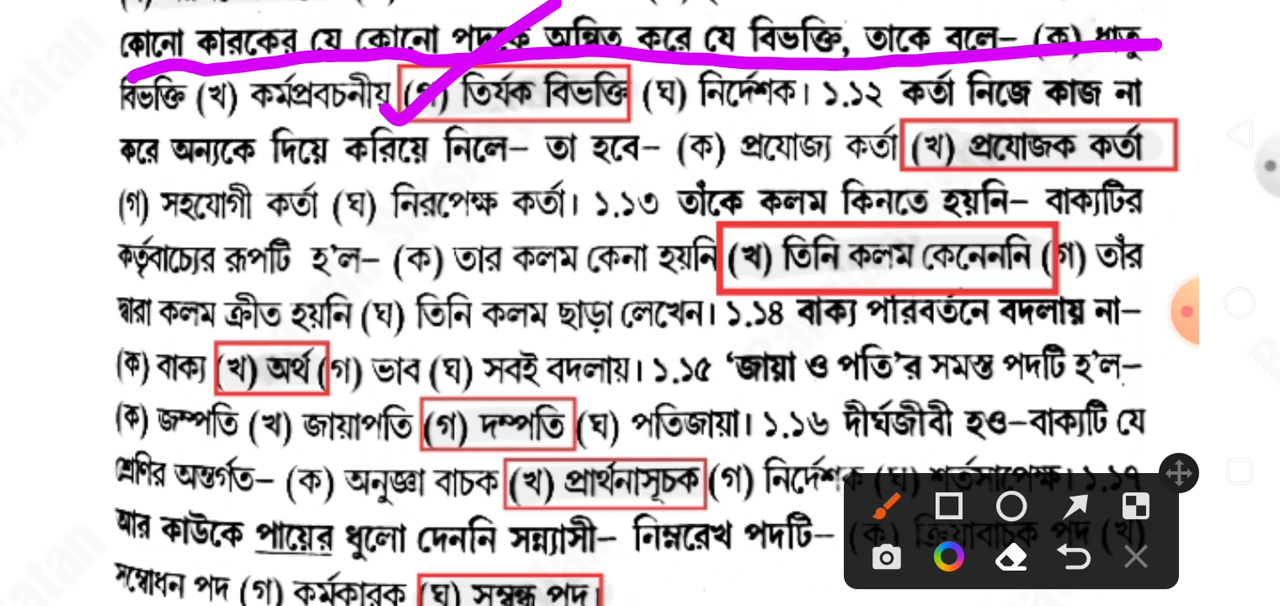 কোনো কারকের যে কোনো পদকে অন্বিত করে যে বিভক্তি, তাকে বলে– (ক) ধাতু
বিভক্তি (খ) কর্মপ্রবচনীয় (গ) তির্যক বিভক্তি (ঘ) নির্দেশক। ১.১২ কর্তা নিজে কাজ না
করে অন্যকে দিয়ে করিয়ে নিলে– তা হবে– (ক) প্রযোজ্য কর্তা (খ) প্রযোজক কর্তা
(গ) সহযোগী কর্তা (ঘ) নিরপেক্ষ কর্তা। ১.১৩ তাঁকে কলম কিনতে হয়নি– বাক্যটির
কর্তৃবাচ্যের রূপটি হ'ল– (ক) তার কলম কেনা হয়নি (খ) তিনি কলম কেনেননি (গ) তাঁর
দ্বারা কলম ক্রীত হয়নি (ঘ) তিনি কলম ছাড়া লেখেন। ১.১৪ বাক্য পরিবর্তনে বদলায় না–
(ক) বাক্য (খ) অর্থ (গ) ভাব (ঘ) সবই বদলায়। ১.১৫ ‘জায়া ও পতি’র সমস্ত পদটি হ'ল–
(ক) জম্পতি (খ) জায়াপতি (গ) দম্পতি (ঘ) পতিজায়া। ১.১৬ দীর্ঘজীবী হও–বাক্যটি যে
শ্রেণির অন্তর্গত– (ক) অনুজ্ঞা বাচক (খ) প্রার্থনাসূচক (গ) নির্দেশক (ঘ) শর্তসাপেক্ষ। ১.১৭
আর কাউকে পায়ের ধুলো দেননি সন্ন্যাসী– নিম্নরেখ পদটি– (ক) ক্রিয়াবাচক পদ (খ)
সম্বোধন পদ (গ) কর্মকারক (ঘ) সম্বন্ধ পদ।